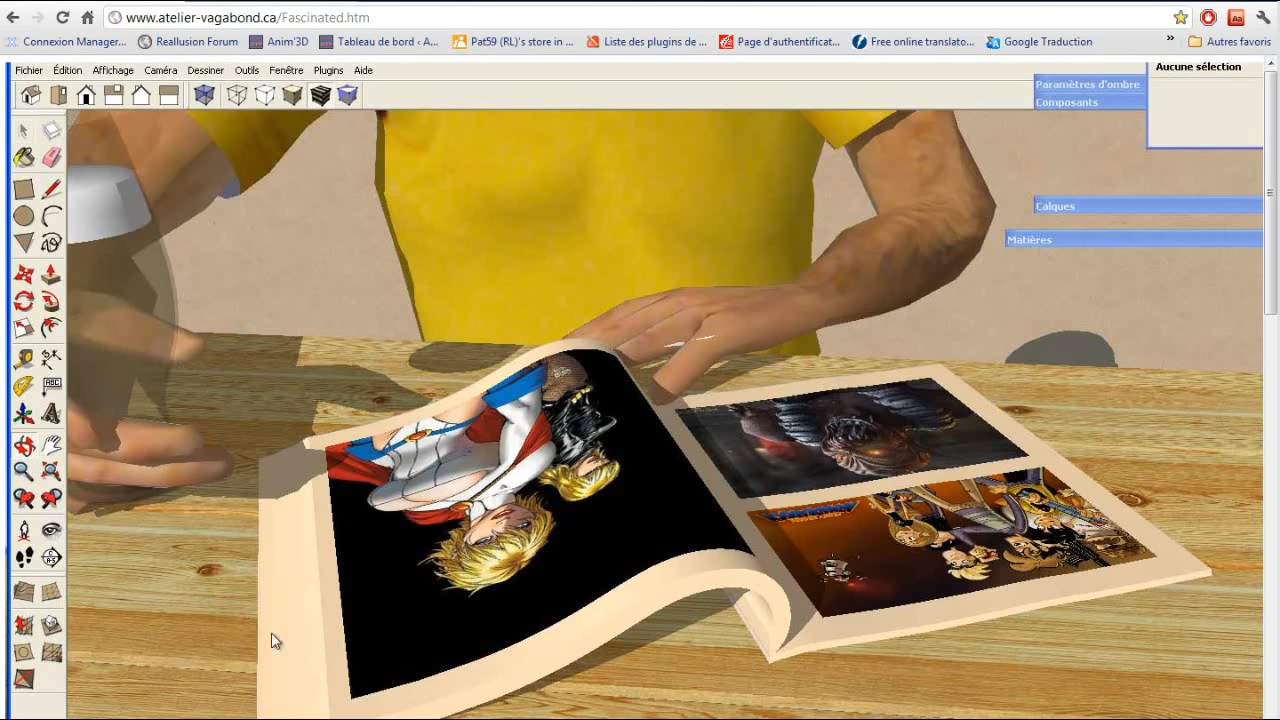 www.atelier-vagabond.ca/Fascinated.htm
Connexion Manager... Reallusion Forum Anim'3D Tableau de bord ‹ A... Pat59 (RL)'s store in ... Liste des plugins de ... Page d'authentificat... Free online translato... Google Traduction » Autres favoris
Fichier Édition Affichage Caméra Dessiner Outils Fenêtre Plugins Aide
Aucune sélection
Paramètres d'ombre
Composants
Calques
Matières
ABC